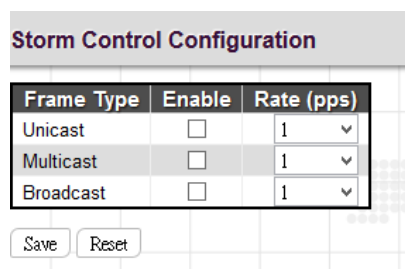 Storm Control Configuration
Frame Type Enable Rate (pps)
Unicast 1
Multicast 1
Broadcast 1
Save Reset